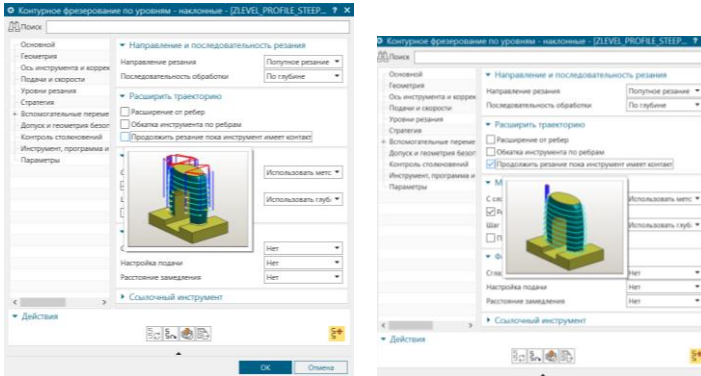 Контурное фрезерование по уровням - наклонные - [ZLEVEL_PROFILE_STEEP... ? ×
Поиск
Основной
Геометрия
Ось инструмента и коррек
Подачи и скорости
Уровни резания
Стратегия
Вспомогательные переме
Допуск и геометрия безоп
Контроль столкновений
Инструмент, программа и
Параметры
Направление и последовательность резания
Направление резания Попутное резание
Последовательность обработки По глубине
Расширить траекторию
Расширение от ребер
Обкатка инструмента по ребрам
Продолжить резание пока инструмент имеет контакт
С Использовать метс
Использовать глуб
С Нет
Настройка подачи Нет
Расстояние замедления Нет
Ссылочный инструмент
Действия
OK Отмена
Контурное фрезерование по уровням - наклонные - [ZLEVEL_PROFILE_STEEP... ?
Поиск
Основной
Геометрия
Ось инструмента и коррек
Подачи и скорости
Уровни резания
Стратегия
Вспомогательные переме
Допуск и геометрия безоп
Контроль столкновений
Инструмент, программа и
Параметры
Направление и последовательность резания
Направление резания Попутное резание
Последовательность обработки По глубине
Расширить траекторию
Расширение от ребер
Обкатка инструмента по ребрам
Продолжить резание пока инструмент имеет контакт
М
С сло Использовать метс
Ра
Шаг Использовать глуб
П
Ф
Сгла Нет
Настройка подачи Нет
Расстояние замедления Нет
Ссылочный инструмент
Действия